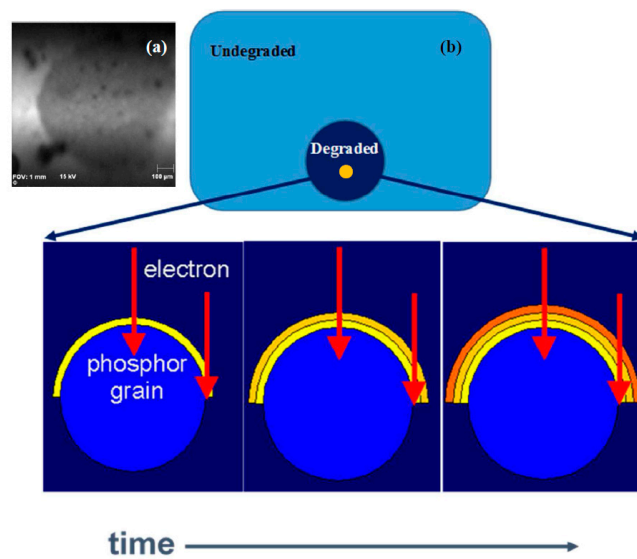 (a)
FOV: 1 mm 15 kV 100 µm
Undegraded (b)
Degraded
electron
phosphor
grain
time